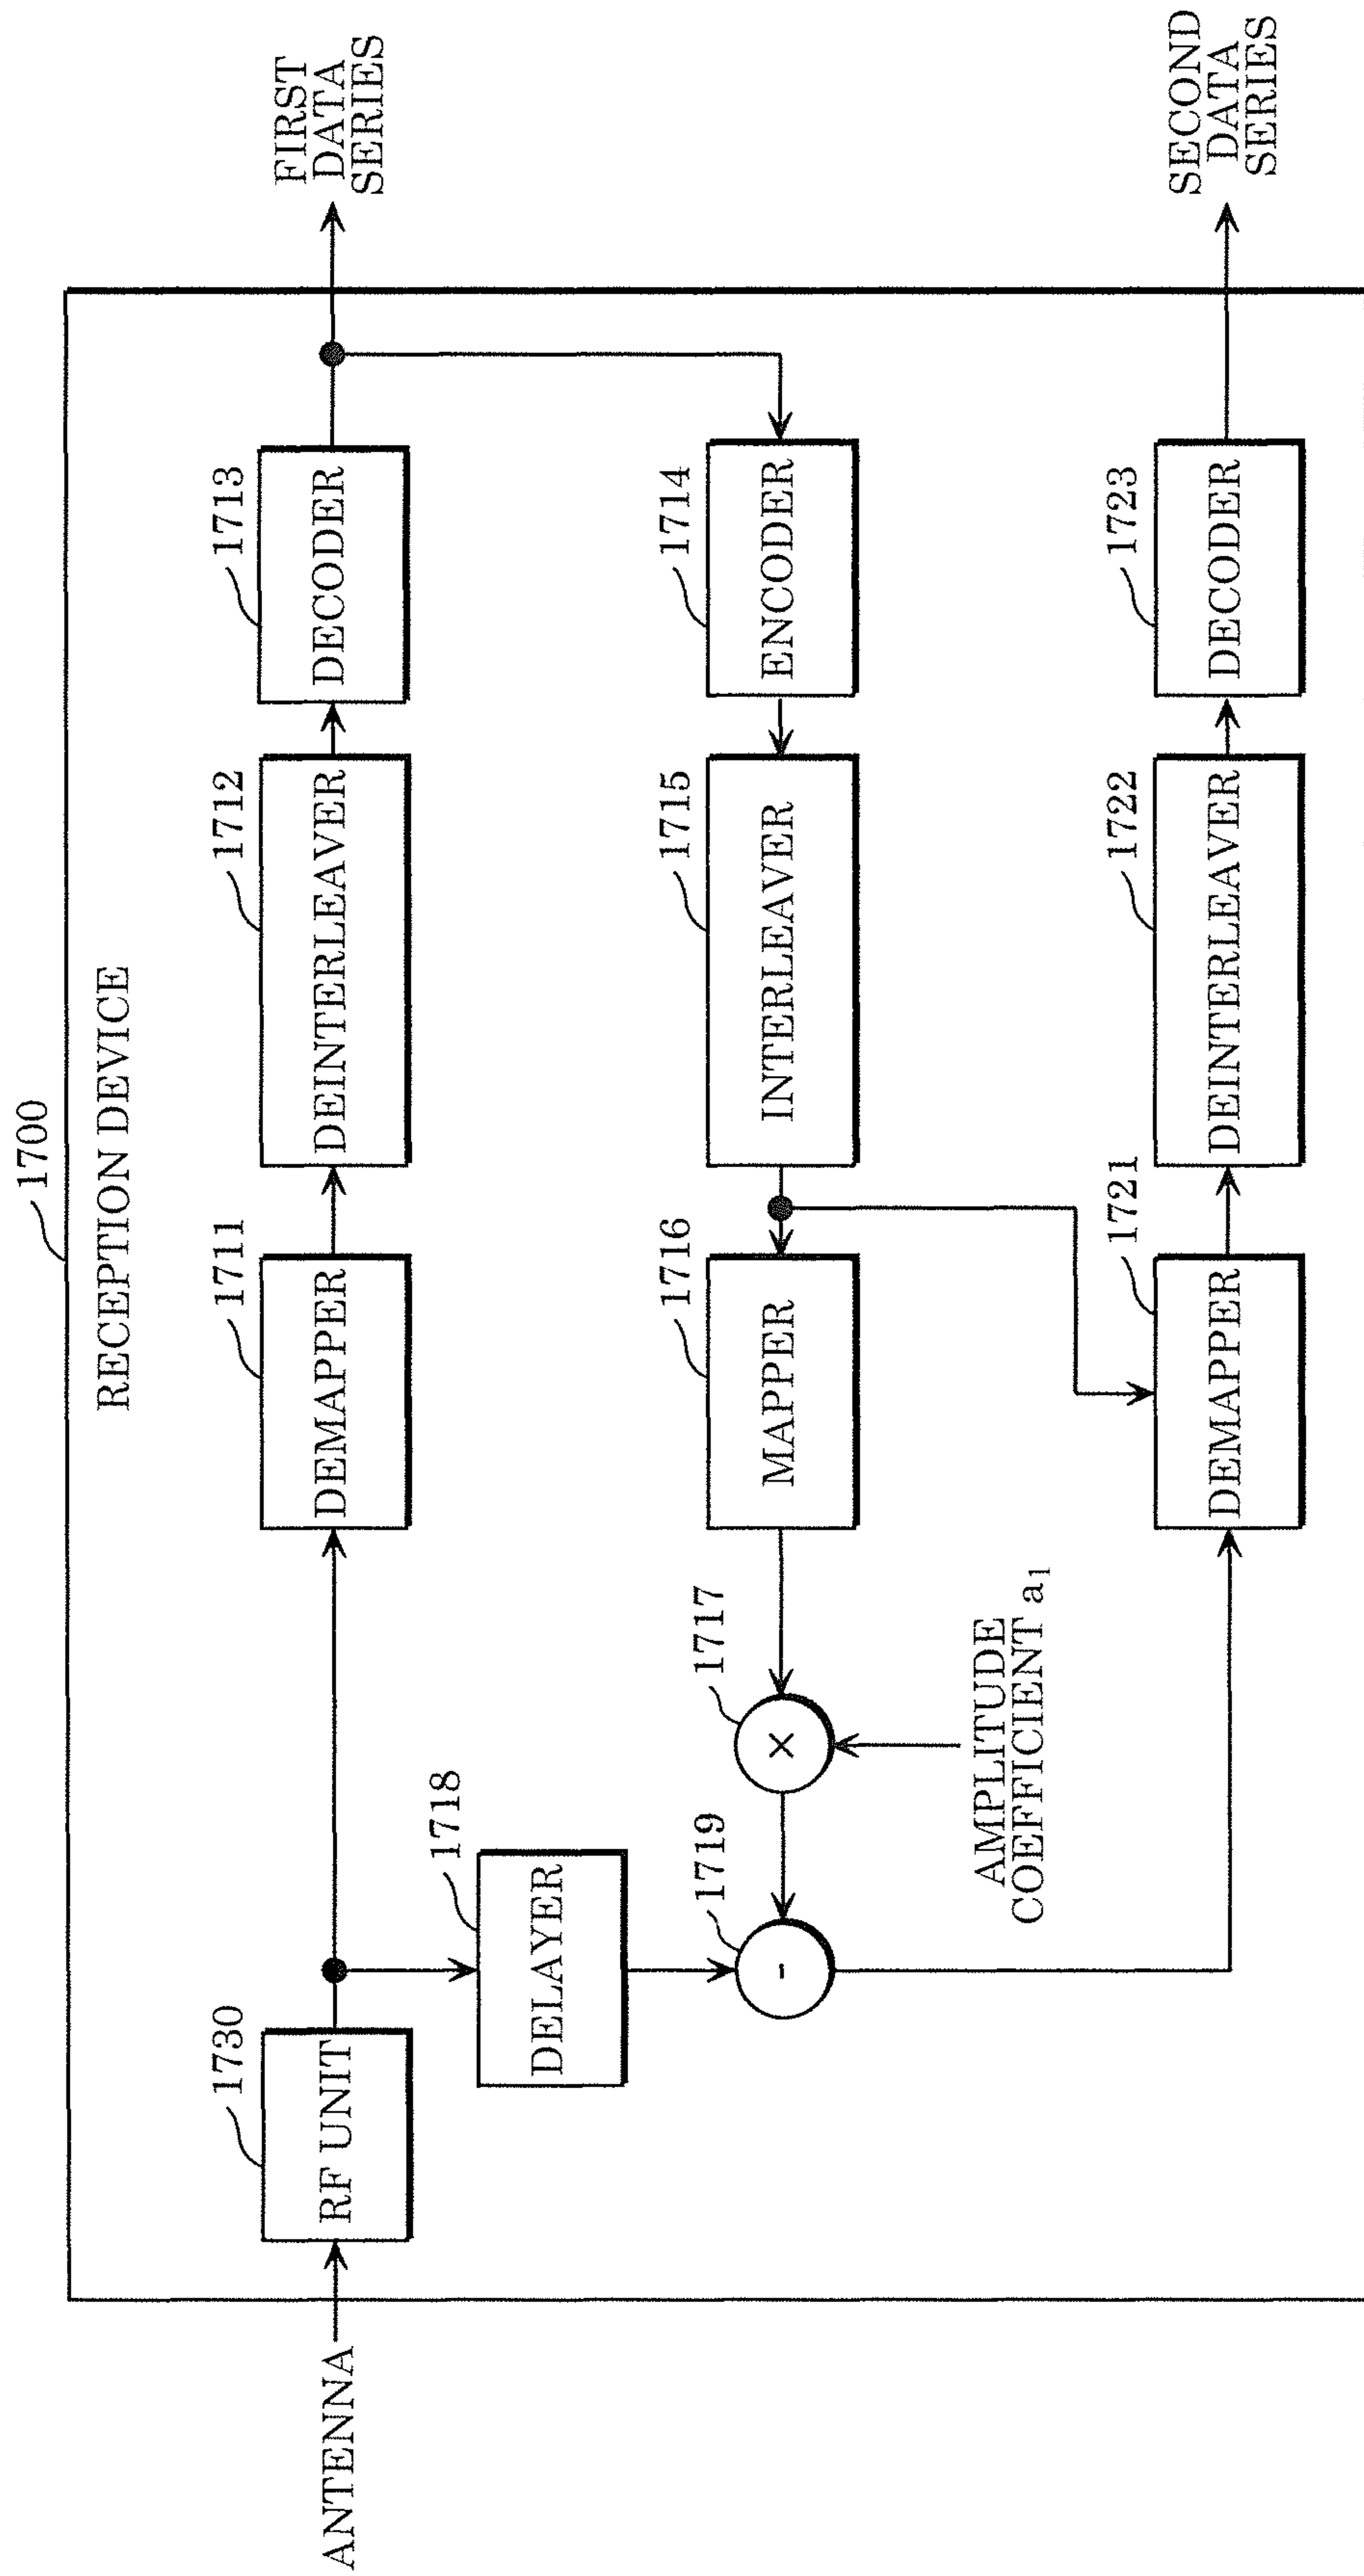 1700
RECEPTION DEVICE
ANTENNA
1730
RF UNIT
1711
DEMAPPER
1712
DEINTERLEAVER
1713
DECODER
FIRST
DATA
SERIES
1718
DELAYER
1719
-
1717
×
AMPLITUDE
COEFFICIENT a₁
1716
MAPPER
1715
INTERLEAVER
1714
ENCODER
1721
DEMAPPER
1722
DEINTERLEAVER
1723
DECODER
SECOND
DATA
SERIES